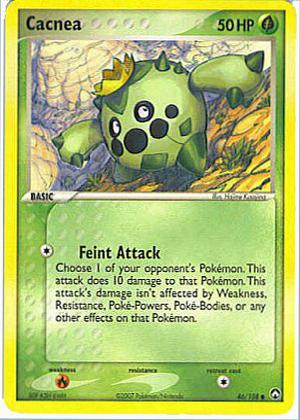 Cacnea 50 HP
BASIC
Illus. Hajime Kusajima
Feint Attack
Choose 1 of your opponent's Pokémon. This
attack does 10 damage to that Pokémon. This
attack's damage isn't affected by Weakness,
Resistance, Poké-Powers, Poké-Bodies, or any
other effects on that Pokémon.
weakness resistance retreat cost
©2007 Pokémon/Nintendo 46/108